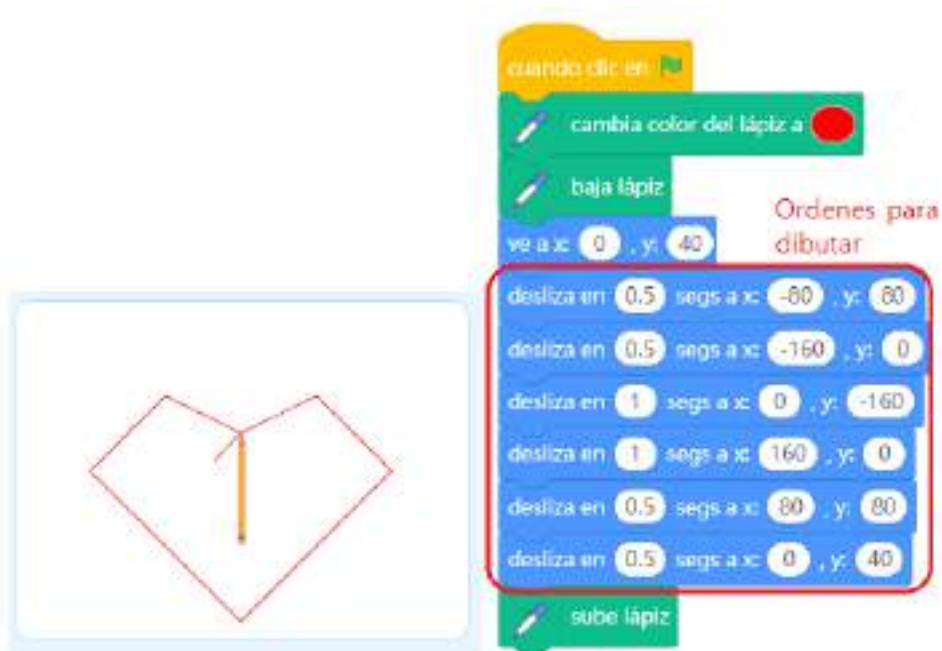 cuando clic en
cambia color del lápiz a
baja lápiz
Ordenes para
dibutar
ve a x: 0 , y: 40
desliza en 0.5 segs a x: -80 , y: 80
desliza en 0.5 segs a x: -160 , y: 0
desliza en 1 segs a x: 0 , y: -160
desliza en 1 segs a x: 160 , y: 0
desliza en 0.5 segs a x: 80 , y: 80
desliza en 0.5 segs a x: 0 , y: 40
sube lápiz